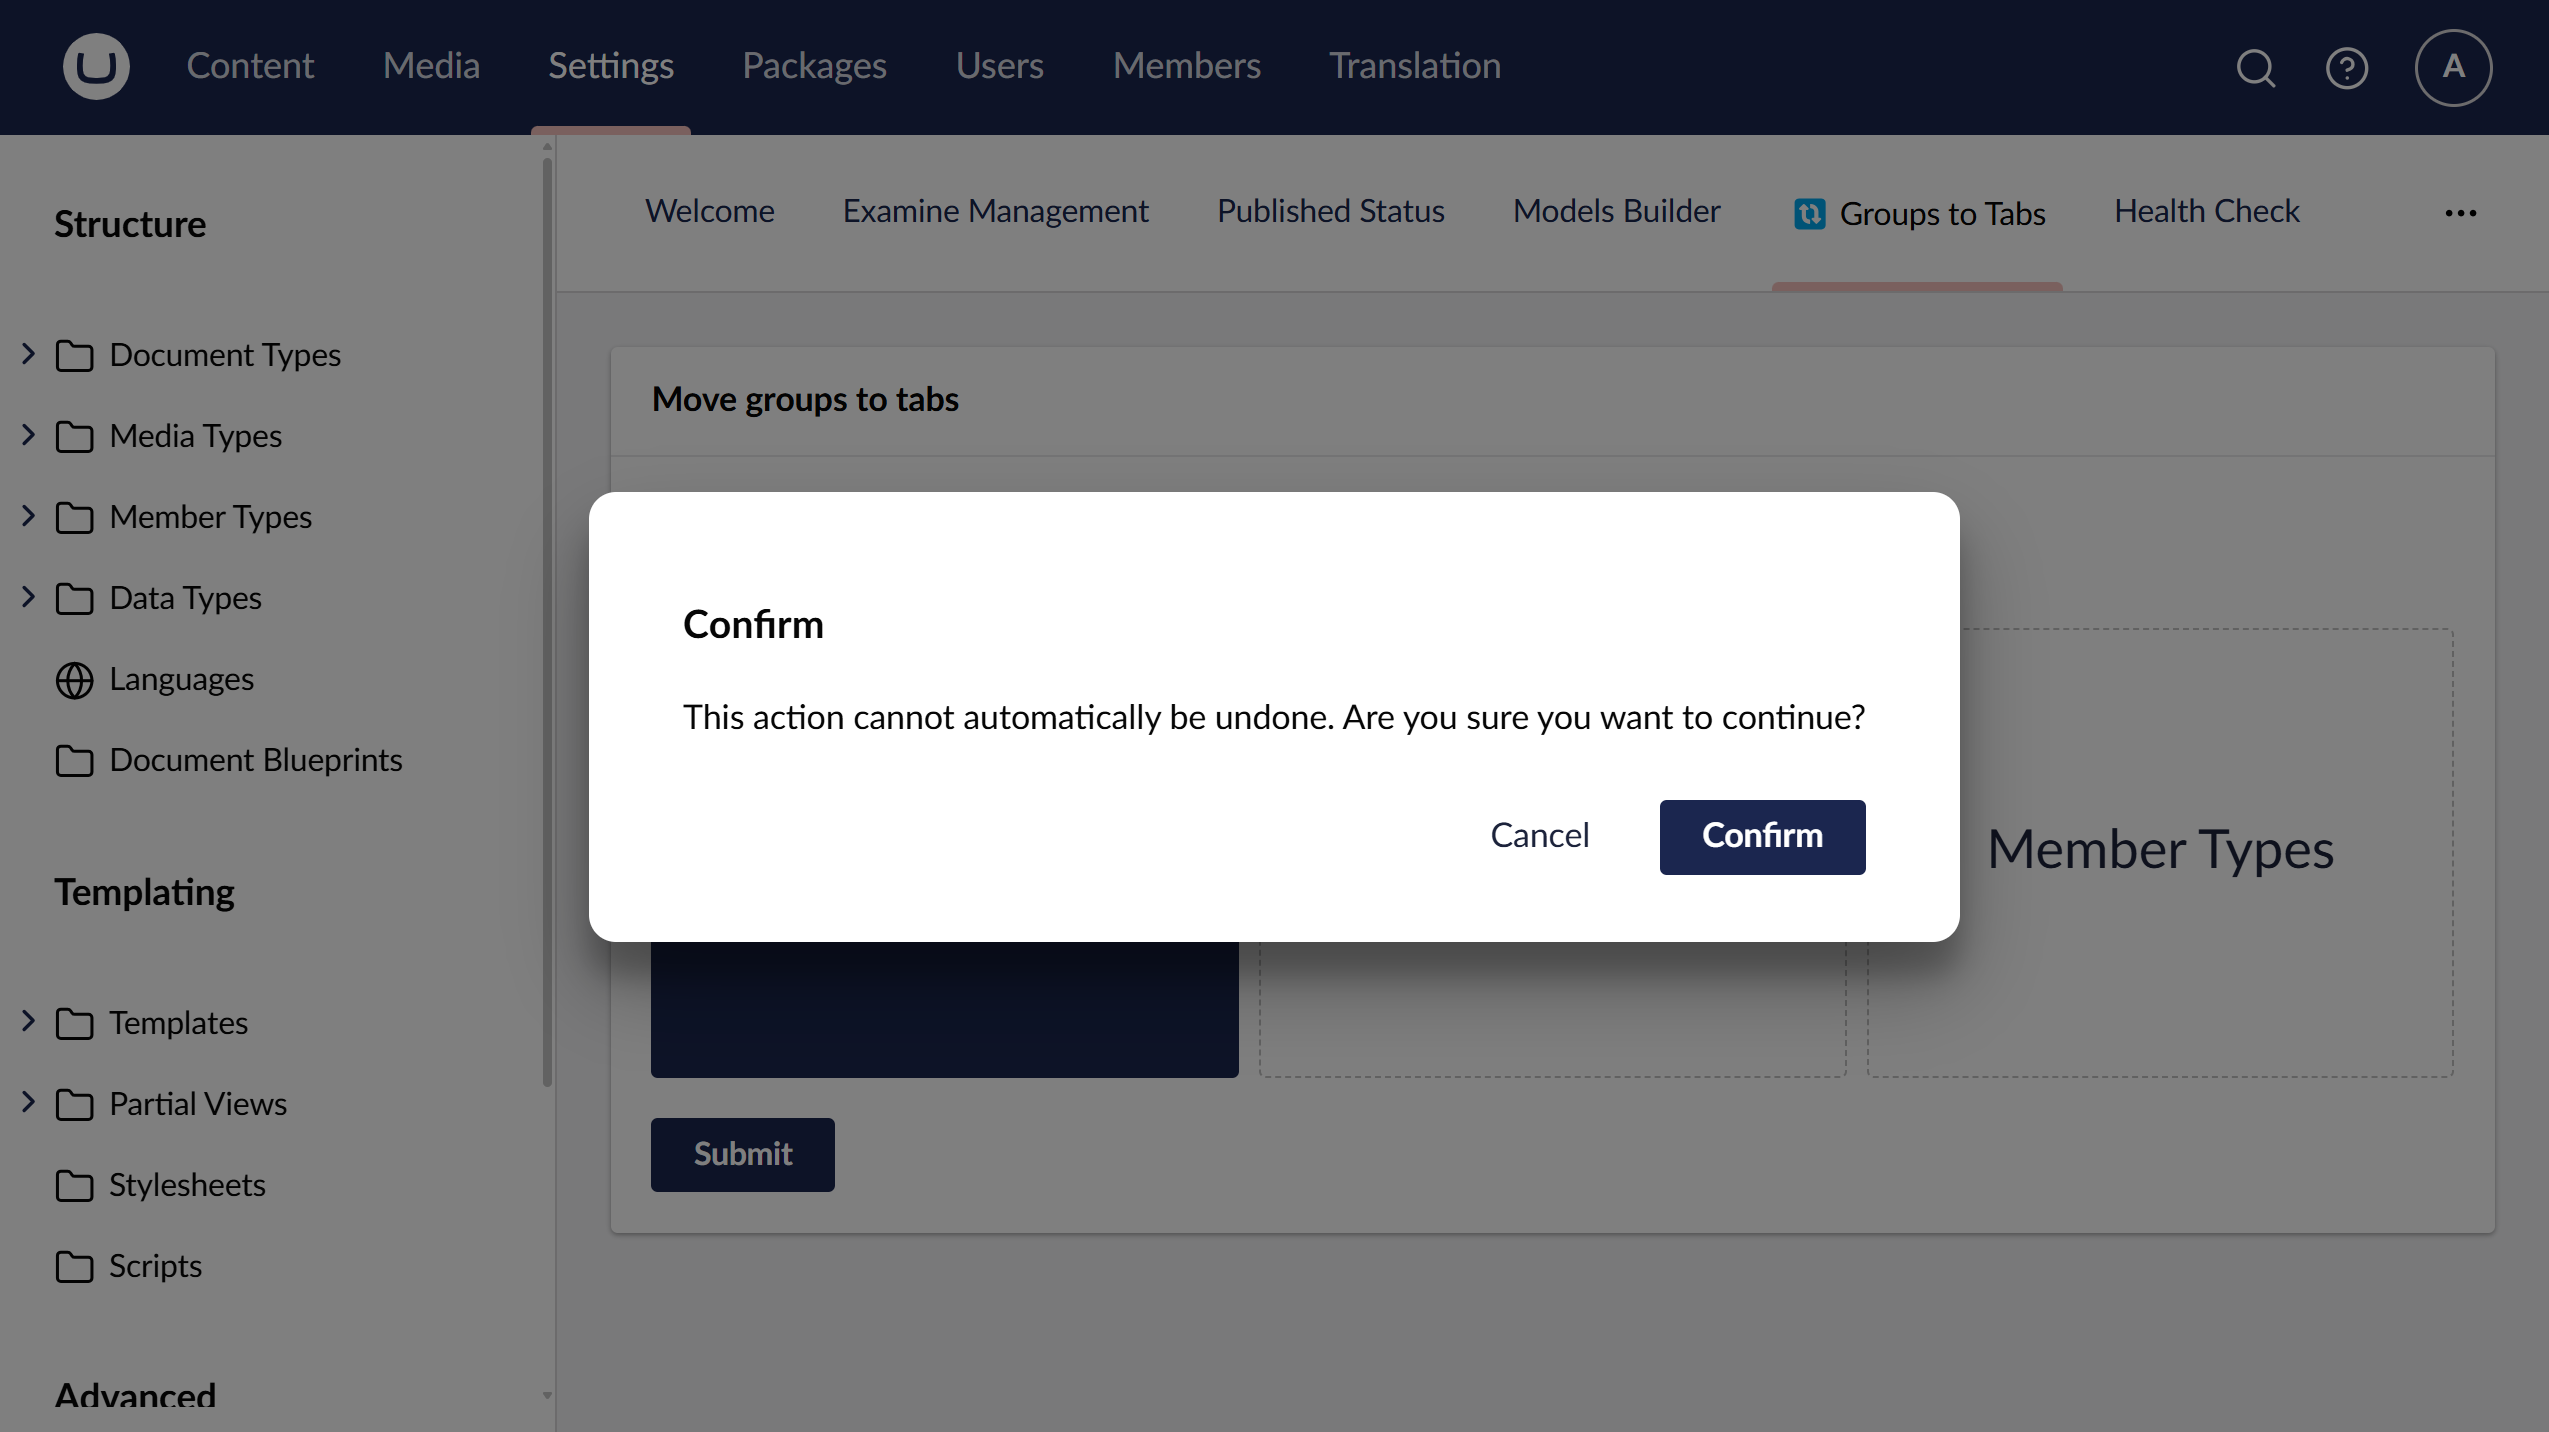 Content Media Settings Packages Users Members Translation A
Structure
Document Types
Media Types
Member Types
Data Types
Languages
Document Blueprints
Templating
Templates
Partial Views
Stylesheets
Scripts
Advanced
Welcome Examine Management Published Status Models Builder Groups to Tabs Health Check
Move groups to tabs
Confirm
This action cannot automatically be undone. Are you sure you want to continue?
Cancel Confirm
Member Types
Submit